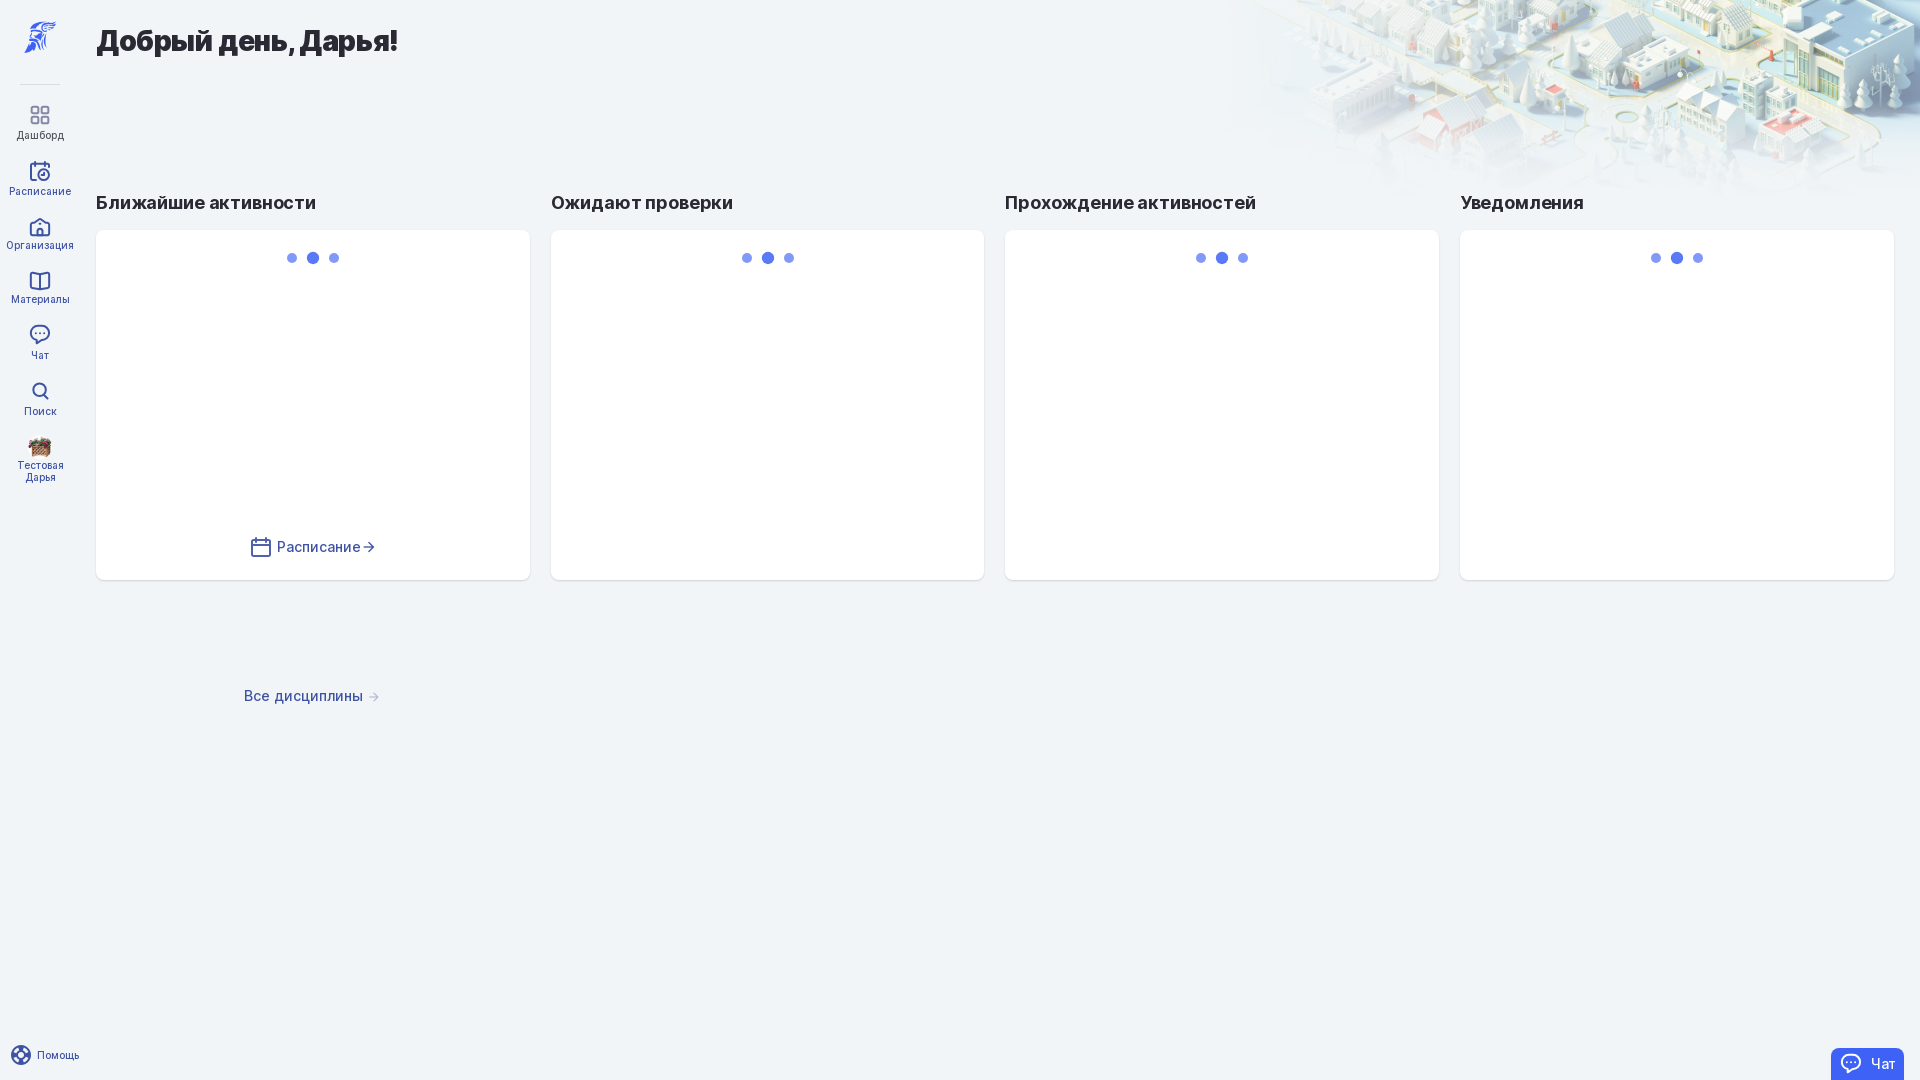 Добрый день, Дарья!
Дашборд
Расписание
Организация
Материалы
Чат
Поиск
Тестовая
Дарья
Ближайшие активности
Ожидают проверки
Прохождение активностей
Уведомления
Расписание
Все дисциплины
Помощь
Чат